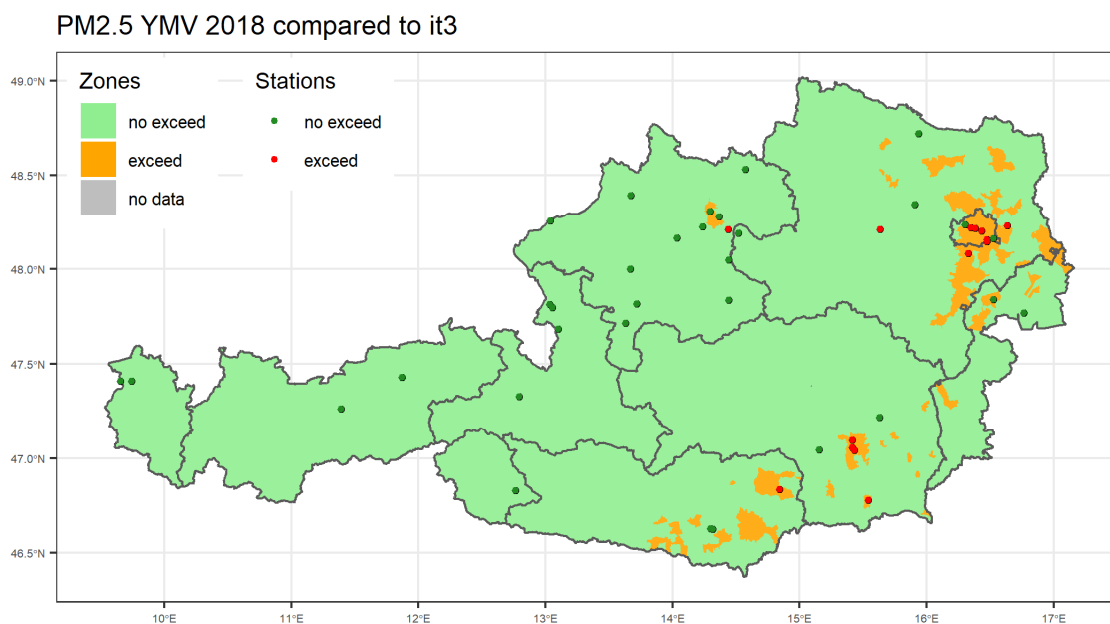 PM2.5 YMV 2018 compared to it3
Zones
no exceed
exceed
no data
Stations
no exceed
exceed
49.0°N
48.5°N
48.0°N
47.5°N
47.0°N
46.5°N
10°E 11°E 12°E 13°E 14°E 15°E 16°E 17°E